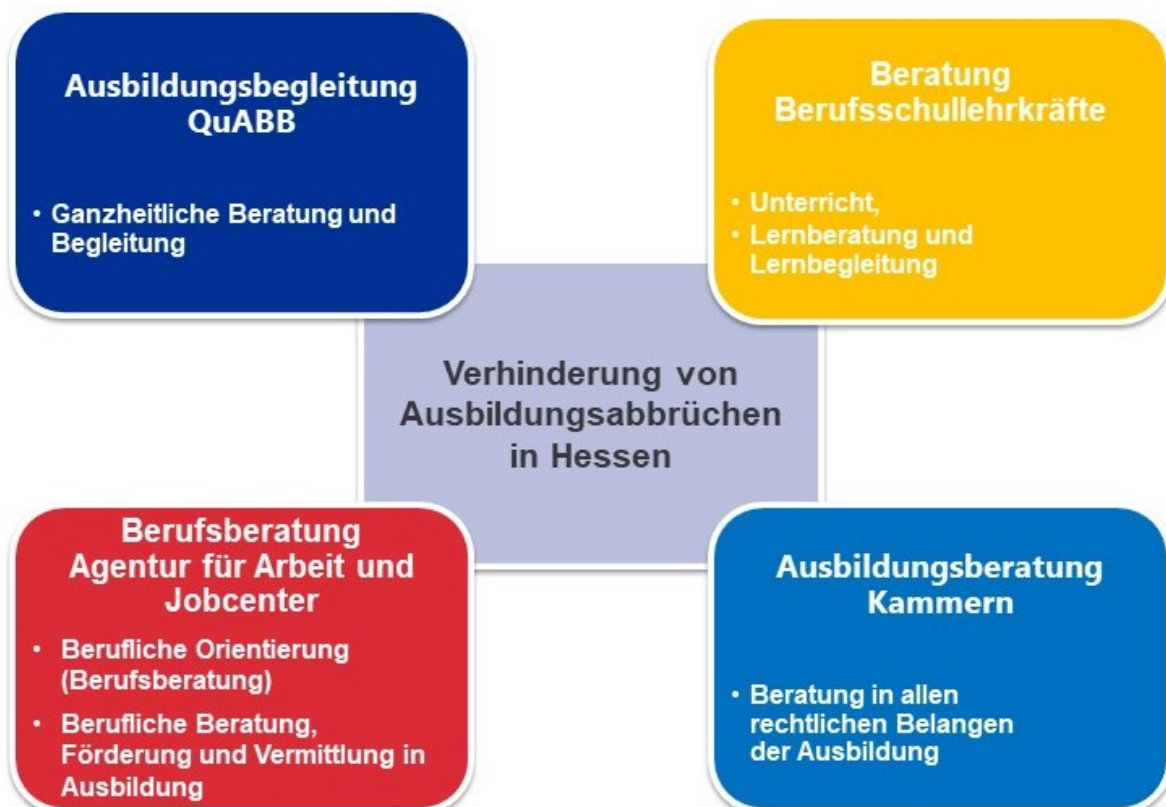 Ausbildungsbegleitung
QuABB
• Ganzheitliche Beratung und
Begleitung
Beratung
Berufsschullehrkräfte
• Unterricht,
• Lernberatung und
Lernbegleitung
Verhinderung von
Ausbildungsabbrüchen
in Hessen
Berufsberatung
Agentur für Arbeit und
Jobcenter
• Berufliche Orientierung
(Berufsberatung)
• Berufliche Beratung,
Förderung und Vermittlung in
Ausbildung
Ausbildungsberatung
Kammern
• Beratung in allen
rechtlichen Belangen
der Ausbildung